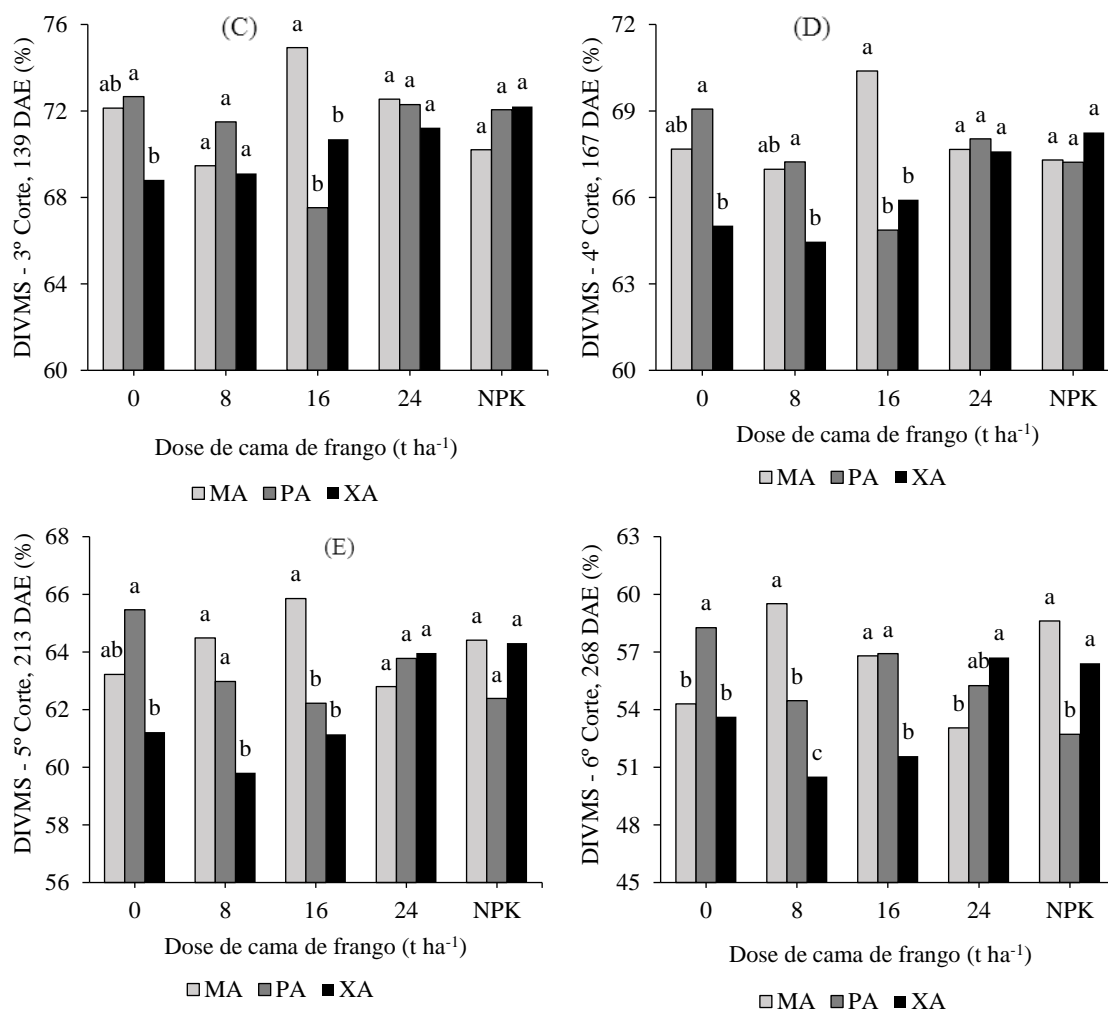 (C)
DIVMS - 3º Corte, 139 DAE (%)
76
72
68
64
60
ab a b
a a a
a b b
a a a
a a a
0 8 16 24 NPK
Dose de cama de frango (t ha-1)
MA PA XA
(D)
DIVMS - 4º Corte, 167 DAE (%)
72
69
66
63
60
ab a b
ab a b
a b b
a a a
a a a
0 8 16 24 NPK
Dose de cama de frango (t ha-1)
MA PA XA
(E)
DIVMS - 5º Corte, 213 DAE (%)
68
66
64
62
60
58
56
ab a b
a a b
a b b
a a a
a a a
0 8 16 24 NPK
Dose de cama de frango (t ha-1)
MA PA XA
DIVMS - 6º Corte, 268 DAE (%)
63
60
57
54
51
48
45
b a b
a b c
a a b
b ab a
a b a
0 8 16 24 NPK
Dose de cama de frango (t ha-1)
MA PA XA